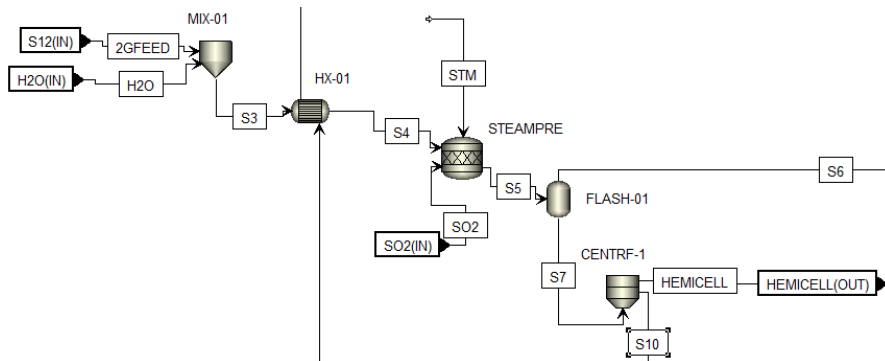 MIX-01
S12(IN)
2GFEED
H2O(IN)
H2O
S3
HX-01
S4
STM
STEAMPRE
S5
S6
FLASH-01
SO2
SO2(IN)
S7
CENTRF-1
HEMICELL
HEMICELL(OUT)
S10